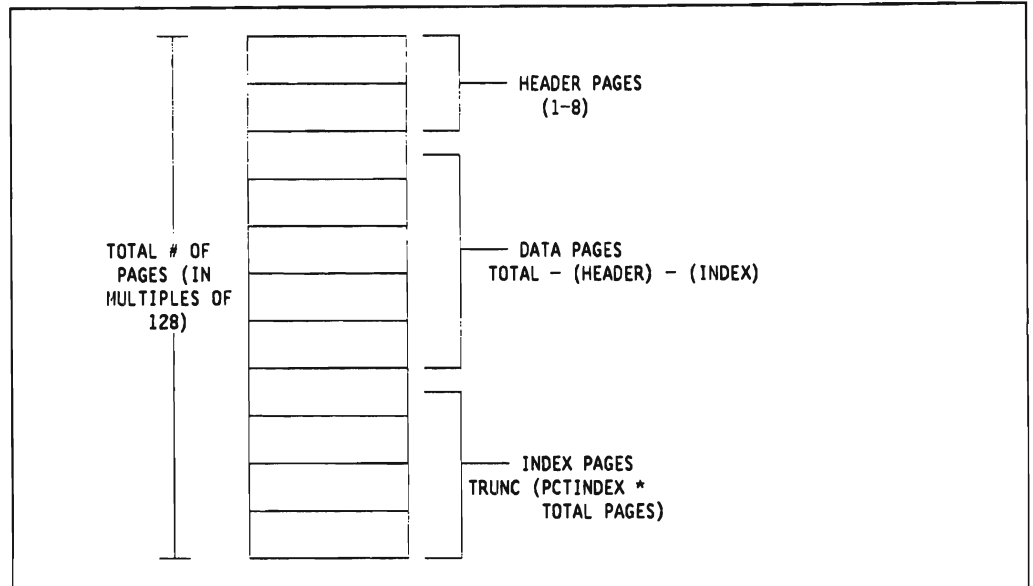 HEADER PAGES
(1-8)
TOTAL # OF
PAGES (IN
MULTIPLES OF
128)
DATA PAGES
TOTAL - (HEADER) - (INDEX)
INDEX PAGES
TRUNC (PCTINDEX *
TOTAL PAGES)